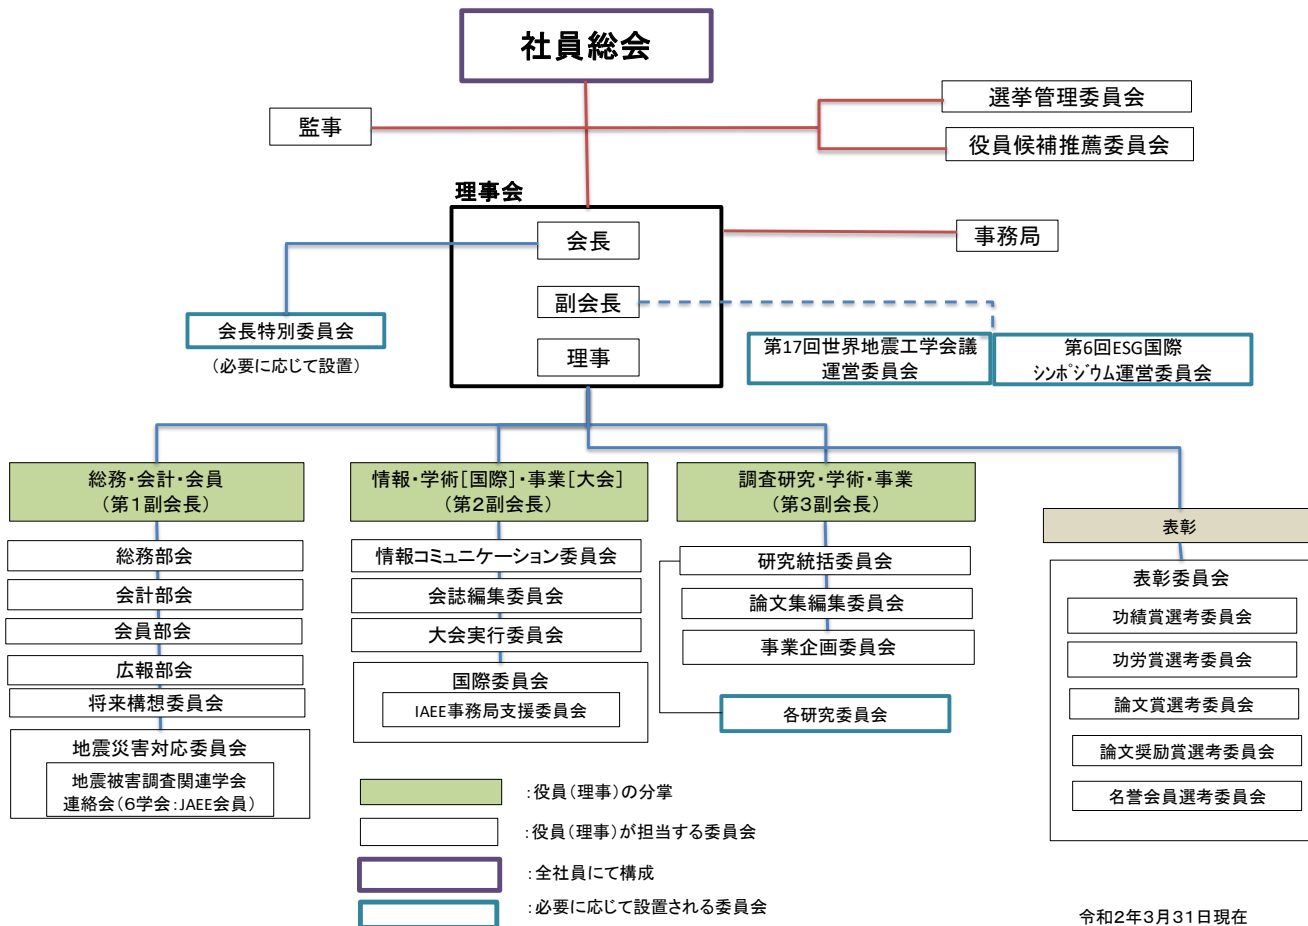 社員総会
監事
選挙管理委員会
役員候補推薦委員会
理事会
会長
事務局
副会長
会長特別委員会
(必要に応じて設置)
理事
第17回世界地震工学会議
運営委員会
第6回ESG国際
シンポジウム運営委員会
総務・会計・会員
(第1副会長)
総務部会
会計部会
会員部会
広報部会
将来構想委員会
地震災害対応委員会
地震被害調査関連学会
連絡会(6学会:JAEE会員)
情報・学術[国際]・事業[大会]
(第2副会長)
情報コミュニケーション委員会
会誌編集委員会
大会実行委員会
国際委員会
IAEE事務局支援委員会
調査研究・学術・事業
(第3副会長)
研究統括委員会
論文集編集委員会
事業企画委員会
各研究委員会
表彰
表彰委員会
功績賞選考委員会
功労賞選考委員会
論文賞選考委員会
論文奨励賞選考委員会
名誉会員選考委員会
:役員(理事)の分掌
:役員(理事)が担当する委員会
:全社員にて構成
:必要に応じて設置される委員会
令和2年3月31日現在